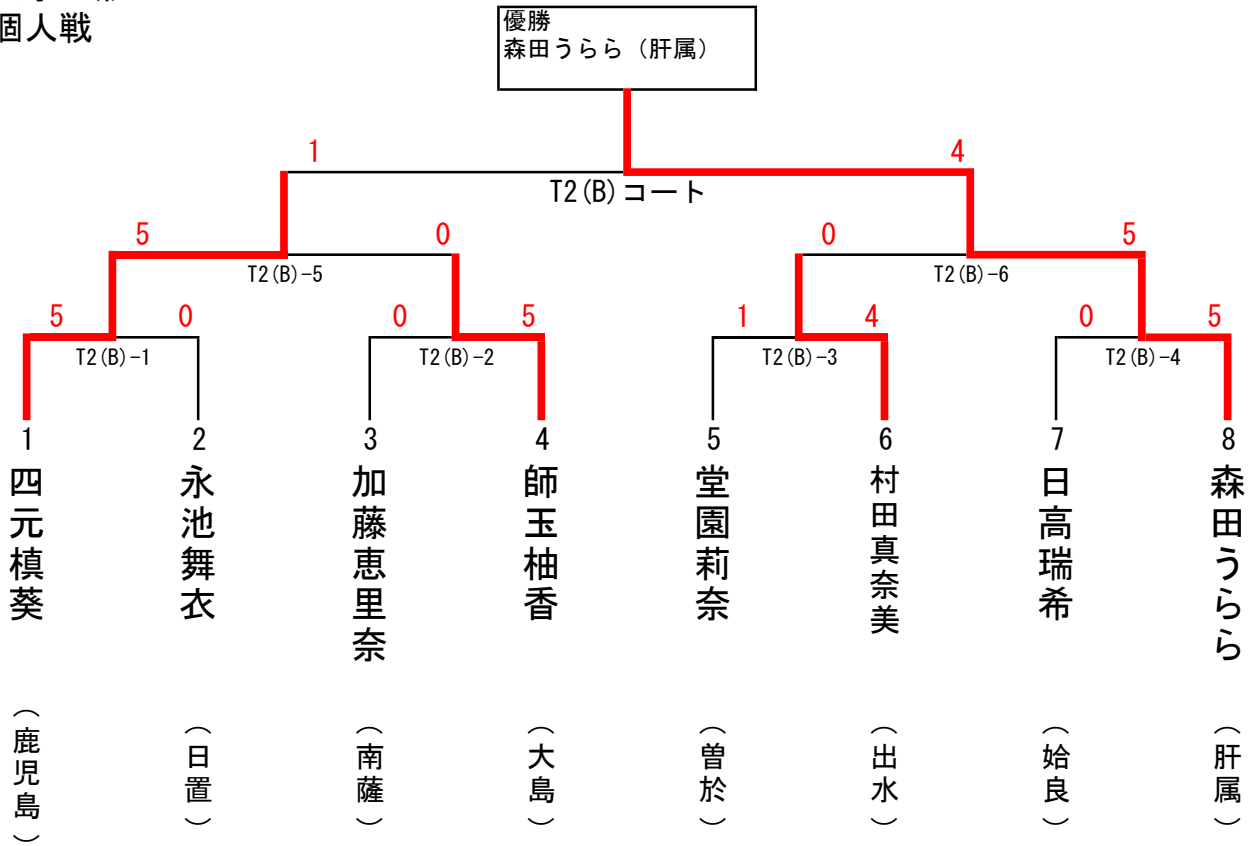 個人戦
優勝
森田うらら（肝属）
1
4
T2(B)コート
5
0
0
5
T2(B)-5
T2(B)-6
5
0
0
5
1
4
0
5
T2(B)-1
T2(B)-2
T2(B)-3
T2(B)-4
1
2
3
4
5
6
7
8
四元槙葵
永池舞衣
加藤恵里奈
師玉柚香
堂園莉奈
村田真奈美
日高瑞希
森田うらら
（鹿児島）
（日置）
（南薩）
（大島）
（曽於）
（出水）
（姶良）
（肝属）